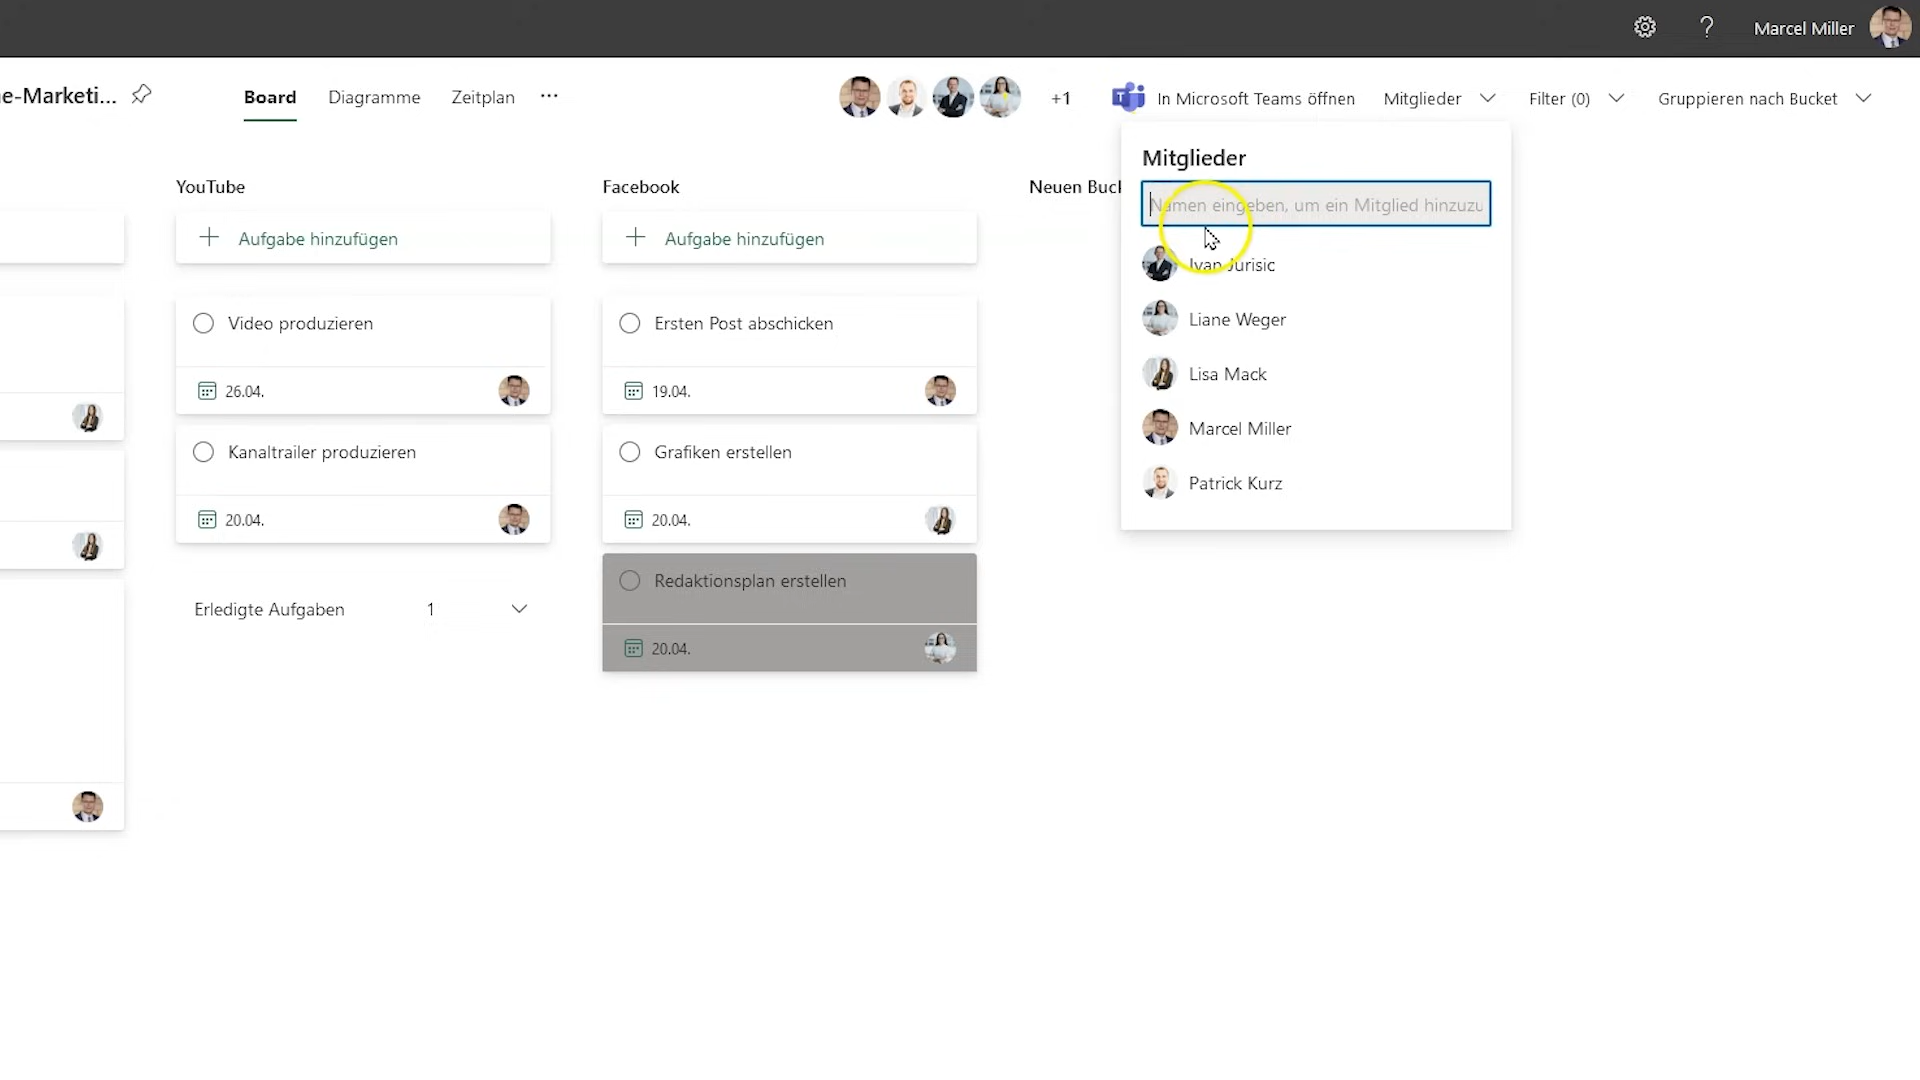 Marcel Miller
e-Marketi...
Board
Diagramme
Zeitplan
...
+1
In Microsoft Teams öffnen
Mitglieder
Filter (0)
Gruppieren nach Bucket
YouTube
Aufgabe hinzufügen
Video produzieren
26.04.
Kanaltrailer produzieren
20.04.
Erledigte Aufgaben 1
Facebook
Aufgabe hinzufügen
Ersten Post abschicken
19.04.
Grafiken erstellen
20.04.
Redaktionsplan erstellen
20.04.
Neuen Buck
Mitglieder
Namen eingeben, um ein Mitglied hinzuzu
Ivan Jurisic
Liane Weger
Lisa Mack
Marcel Miller
Patrick Kurz